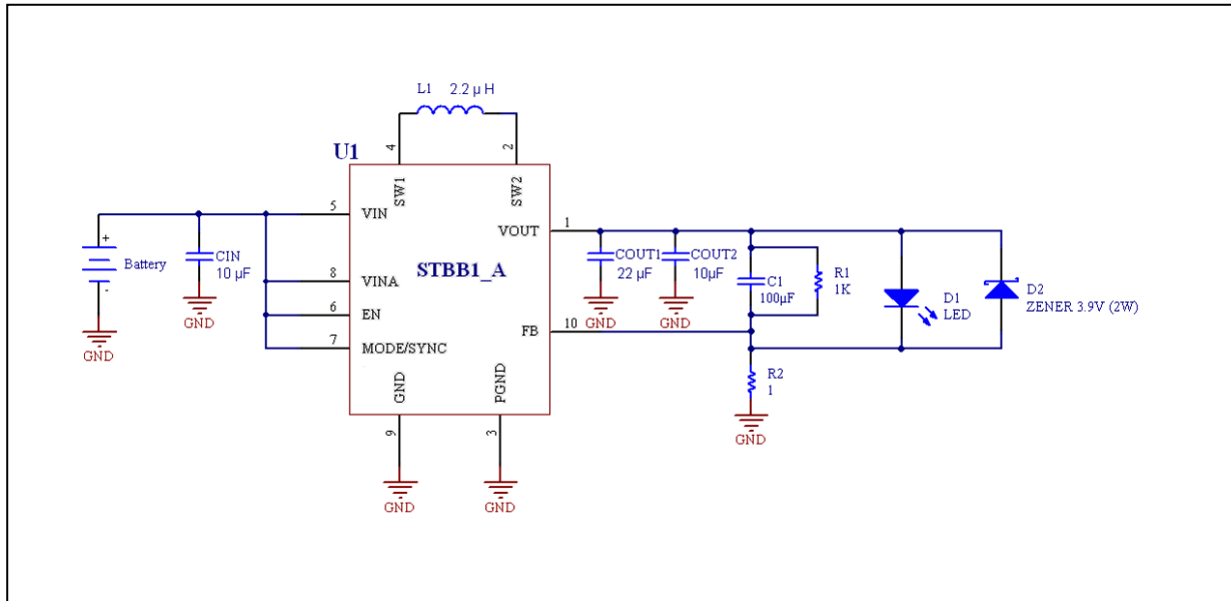 L1 2.2 µ H
U1
4
2
SW1
SW2
5
VIN
VOUT
1
+
Battery
-
CIN
10 µF
GND
GND
8
VINA
STBB1_A
6
EN
7
MODE/SYNC
FB
10
COUT1
22 µF
GND
COUT2
10µF
GND
C1
100µF
R1
1K
D1
LED
D2
ZENER 3.9V (2W)
R2
1
GND
GND
PGND
9
3
GND
GND